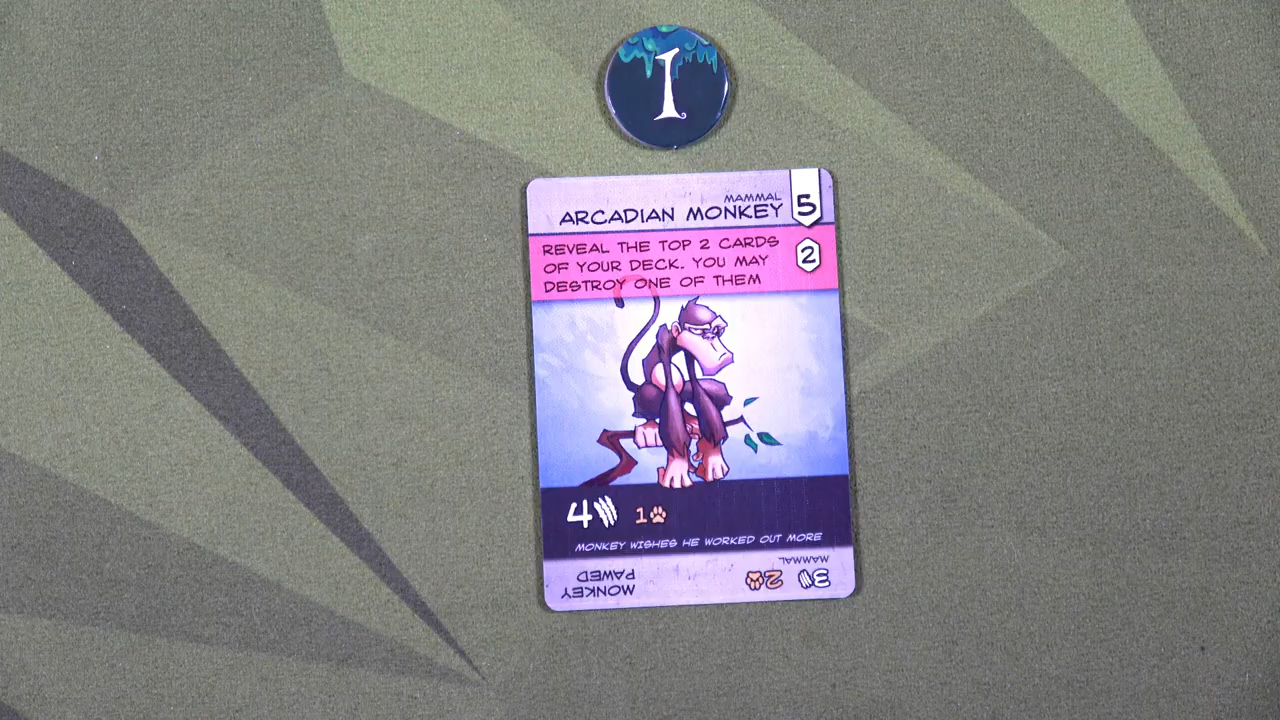 1
MAMMAL
ARCADIAN MONKEY
5
REVEAL THE TOP 2 CARDS
OF YOUR DECK. YOU MAY
DESTROY ONE OF THEM
2
4 1
MONKEY WISHES HE WORKED OUT MORE
MAMMAL
3 2
MONKEY
PAWED